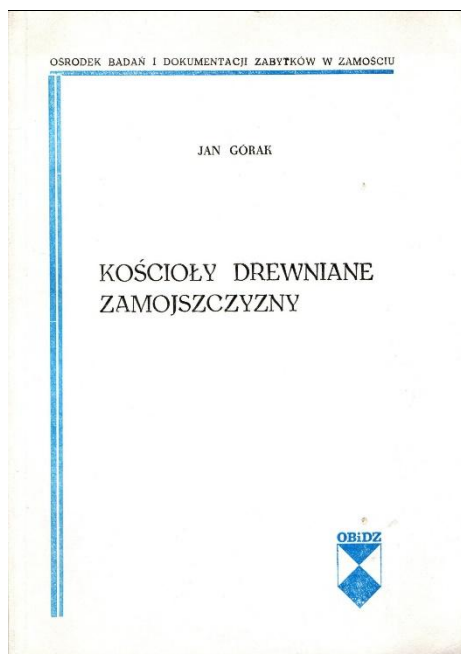 OŚRODEK BADAŃ I DOKUMENTACJI ZABYTKÓW W ZAMOŚCIU
JAN GÓRAK
KOŚCIOŁY DREWNIANE
ZAMOJSZCZYZNY
OBiDZ